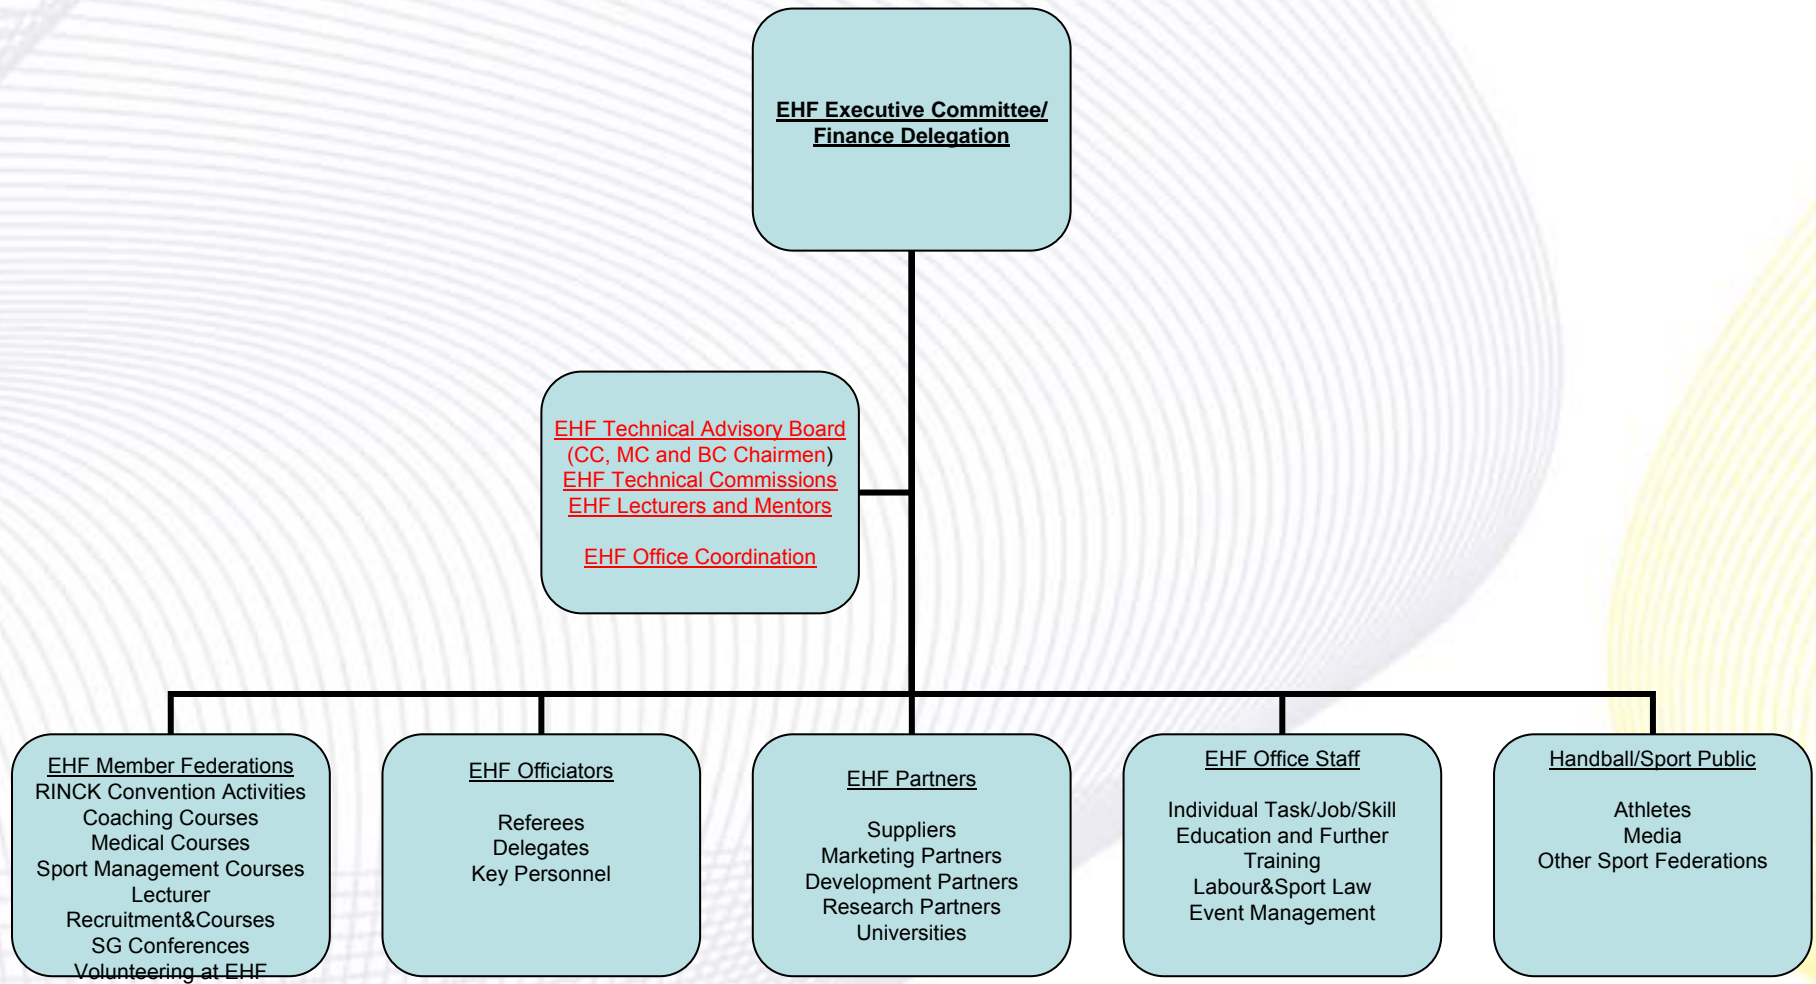 EHF Executive Committee/
Finance Delegation
EHF Technical Advisory Board
(CC, MC and BC Chairmen)
EHF Technical Commissions
EHF Lecturers and Mentors
EHF Office Coordination
EHF Member Federations
RINCK Convention Activities
Coaching Courses
Medical Courses
Sport Management Courses
Lecturer
Recruitment&Courses
SG Conferences
Volunteering at EHF
EHF Officiators
Referees
Delegates
Key Personnel
EHF Partners
Suppliers
Marketing Partners
Development Partners
Research Partners
Universities
EHF Office Staff
Individual Task/Job/Skill
Education and Further
Training
Labour&Sport Law
Event Management
Handball/Sport Public
Athletes
Media
Other Sport Federations